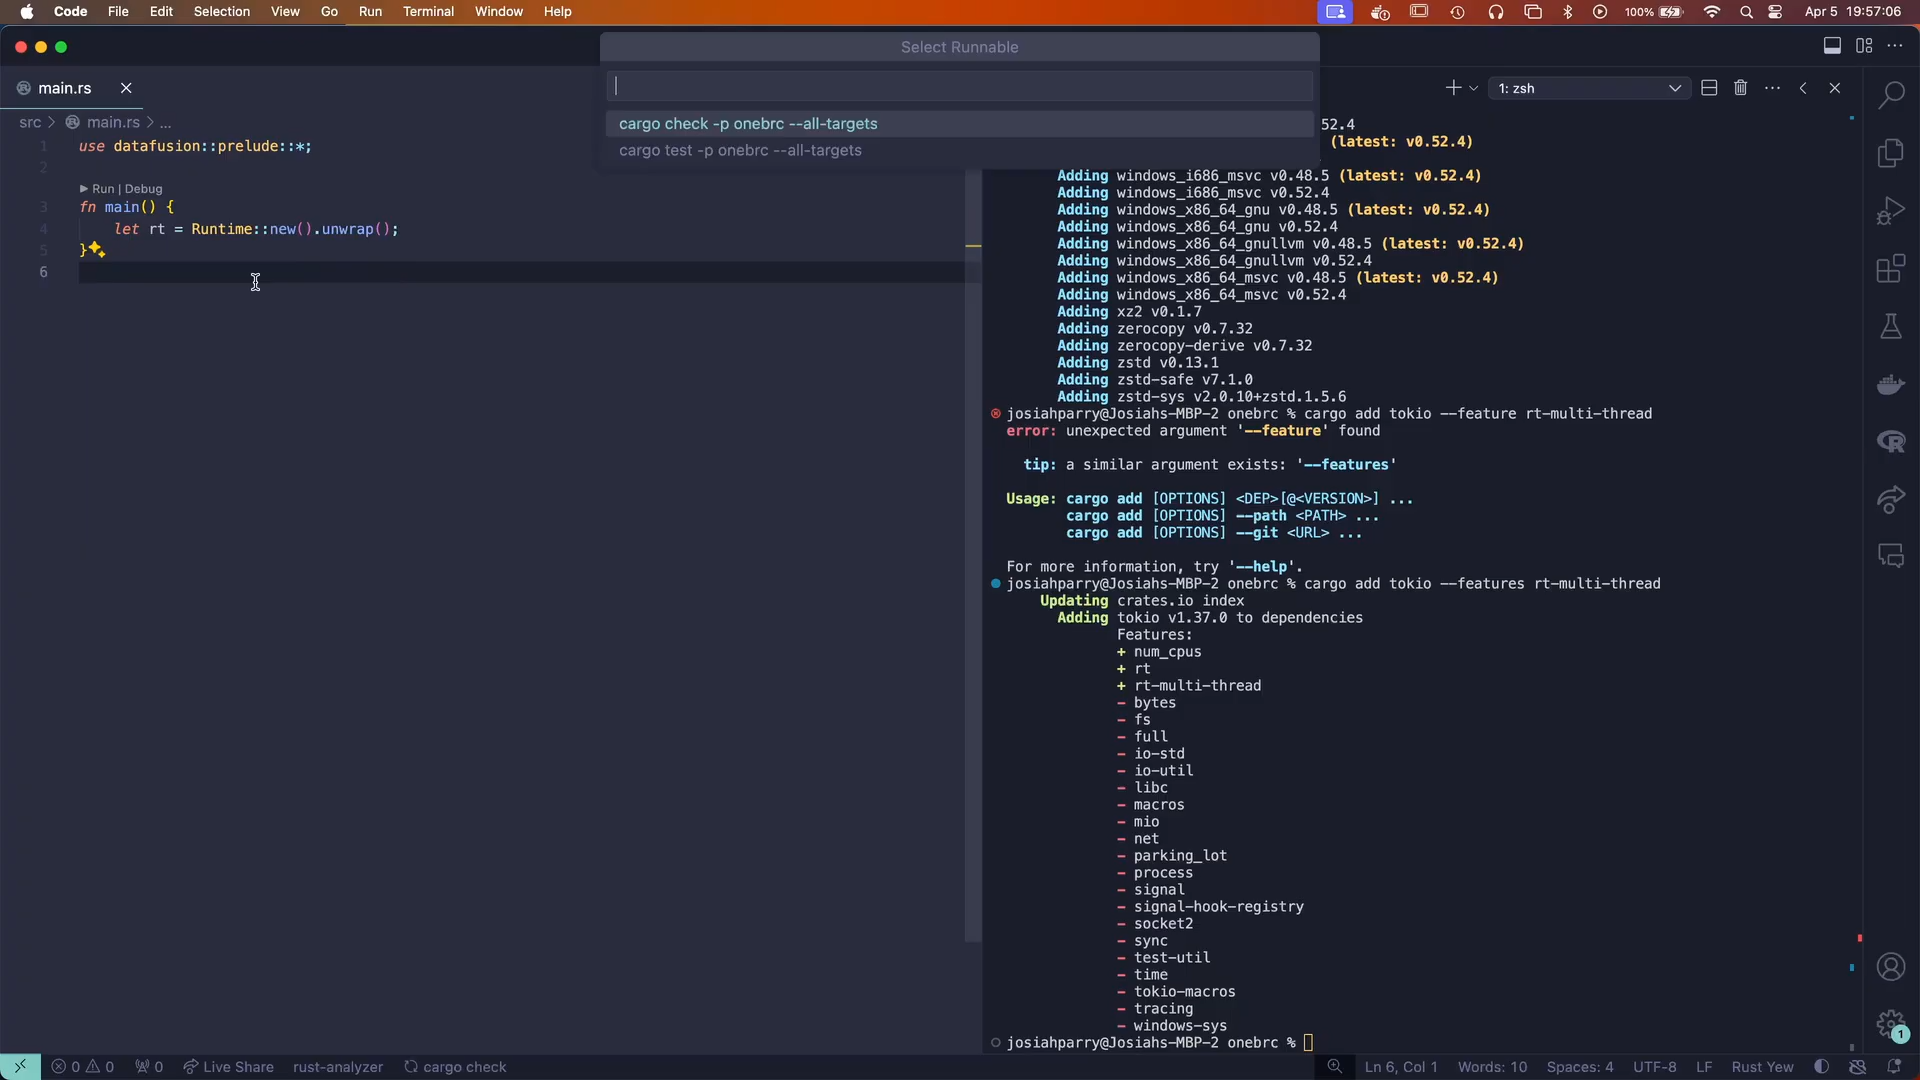 Code File Edit Selection View Go Run Terminal Window Help 100% Apr 5 19:57:06
Select Runnable
cargo check -p onebrc --all-targets
cargo test -p onebrc --all-targets
main.rs
src > main.rs > ...
1 use datafusion::prelude::*;
2
Run | Debug
3 fn main() {
4 let rt = Runtime::new().unwrap();
5 }
6
1: zsh
52.4
(latest: v0.52.4)
Adding windows_i686_msvc v0.48.5 (latest: v0.52.4)
Adding windows_i686_msvc v0.52.4
Adding windows_x86_64_gnu v0.48.5 (latest: v0.52.4)
Adding windows_x86_64_gnu v0.52.4
Adding windows_x86_64_gnullvm v0.48.5 (latest: v0.52.4)
Adding windows_x86_64_gnullvm v0.52.4
Adding windows_x86_64_msvc v0.48.5 (latest: v0.52.4)
Adding windows_x86_64_msvc v0.52.4
Adding xz2 v0.1.7
Adding zerocopy v0.7.32
Adding zerocopy-derive v0.7.32
Adding zstd v0.13.1
Adding zstd-safe v7.1.0
Adding zstd-sys v2.0.10+zstd.1.5.6
josiahparry@Josiahs-MBP-2 onebrc % cargo add tokio --feature rt-multi-thread
error: unexpected argument '--feature' found
tip: a similar argument exists: '--features'
Usage: cargo add [OPTIONS] <DEP>[@<VERSION>] ...
cargo add [OPTIONS] --path <PATH> ...
cargo add [OPTIONS] --git <URL> ...
For more information, try '--help'.
josiahparry@Josiahs-MBP-2 onebrc % cargo add tokio --features rt-multi-thread
Updating crates.io index
Adding tokio v1.37.0 to dependencies
Features:
+ num_cpus
+ rt
+ rt-multi-thread
- bytes
- fs
- full
- io-std
- io-util
- libc
- macros
- mio
- net
- parking_lot
- process
- signal
- signal-hook-registry
- socket2
- sync
- test-util
- time
- tokio-macros
- tracing
- windows-sys
josiahparry@Josiahs-MBP-2 onebrc %
1
0 0 0 Live Share rust-analyzer cargo check Ln 6, Col 1 Words: 10 Spaces: 4 UTF-8 LF Rust Yew